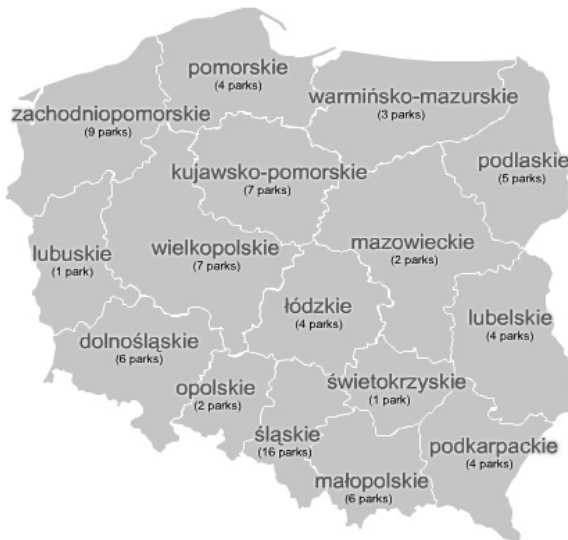 pomorskie
(4 parks)
warmińsko-mazurskie
(3 parks)
zachodniopomorskie
(9 parks)
podlaskie
(5 parks)
kujawsko-pomorskie
(7 parks)
mazowieckie
(2 parks)
lubuskie
(1 park)
wielkopolskie
(7 parks)
łódzkie
(4 parks)
lubelskie
(4 parks)
dolnośląskie
(6 parks)
opolskie
(2 parks)
świetokrzyskie
(1 park)
śląskie
(16 parks)
podkarpackie
(4 parks)
małopolskie
(6 parks)